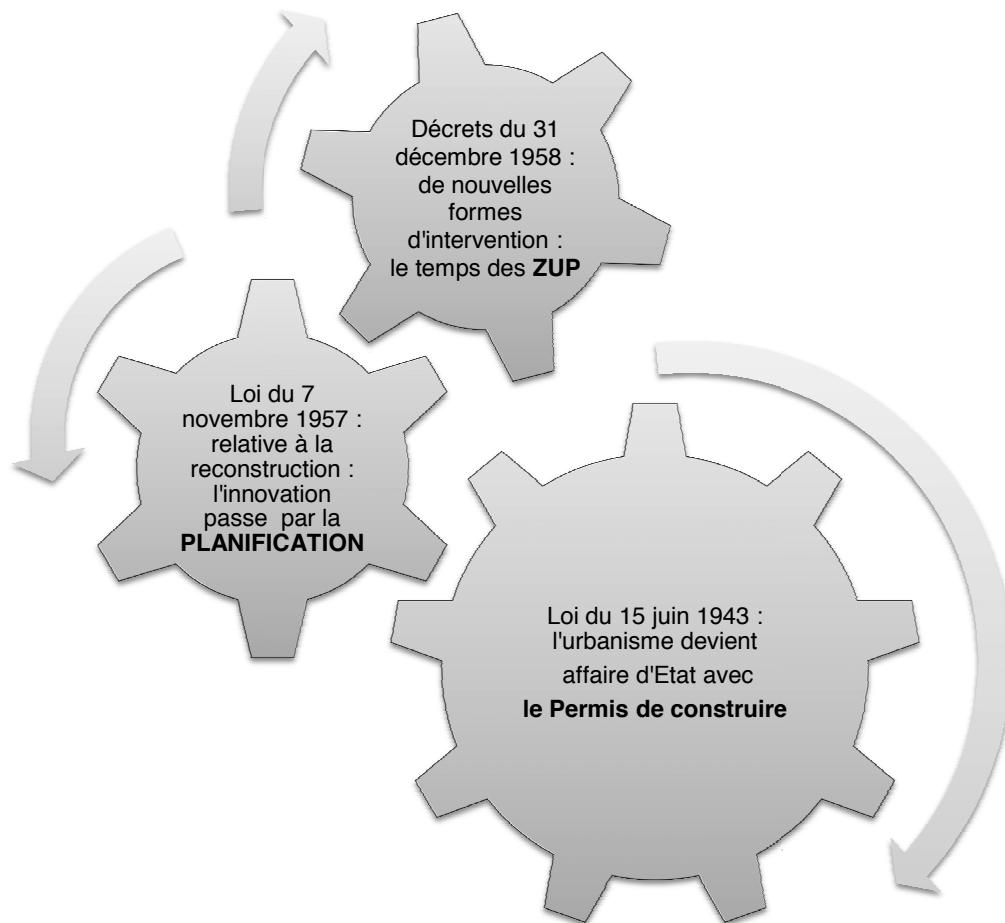 Décrets du 31
décembre 1958 :
de nouvelles
formes
d'intervention :
le temps des ZUP
Loi du 7
novembre 1957 :
relative à la
reconstruction :
l'innovation
passe par la
PLANIFICATION
Loi du 15 juin 1943 :
l'urbanisme devient
affaire d'Etat avec
le Permis de construire